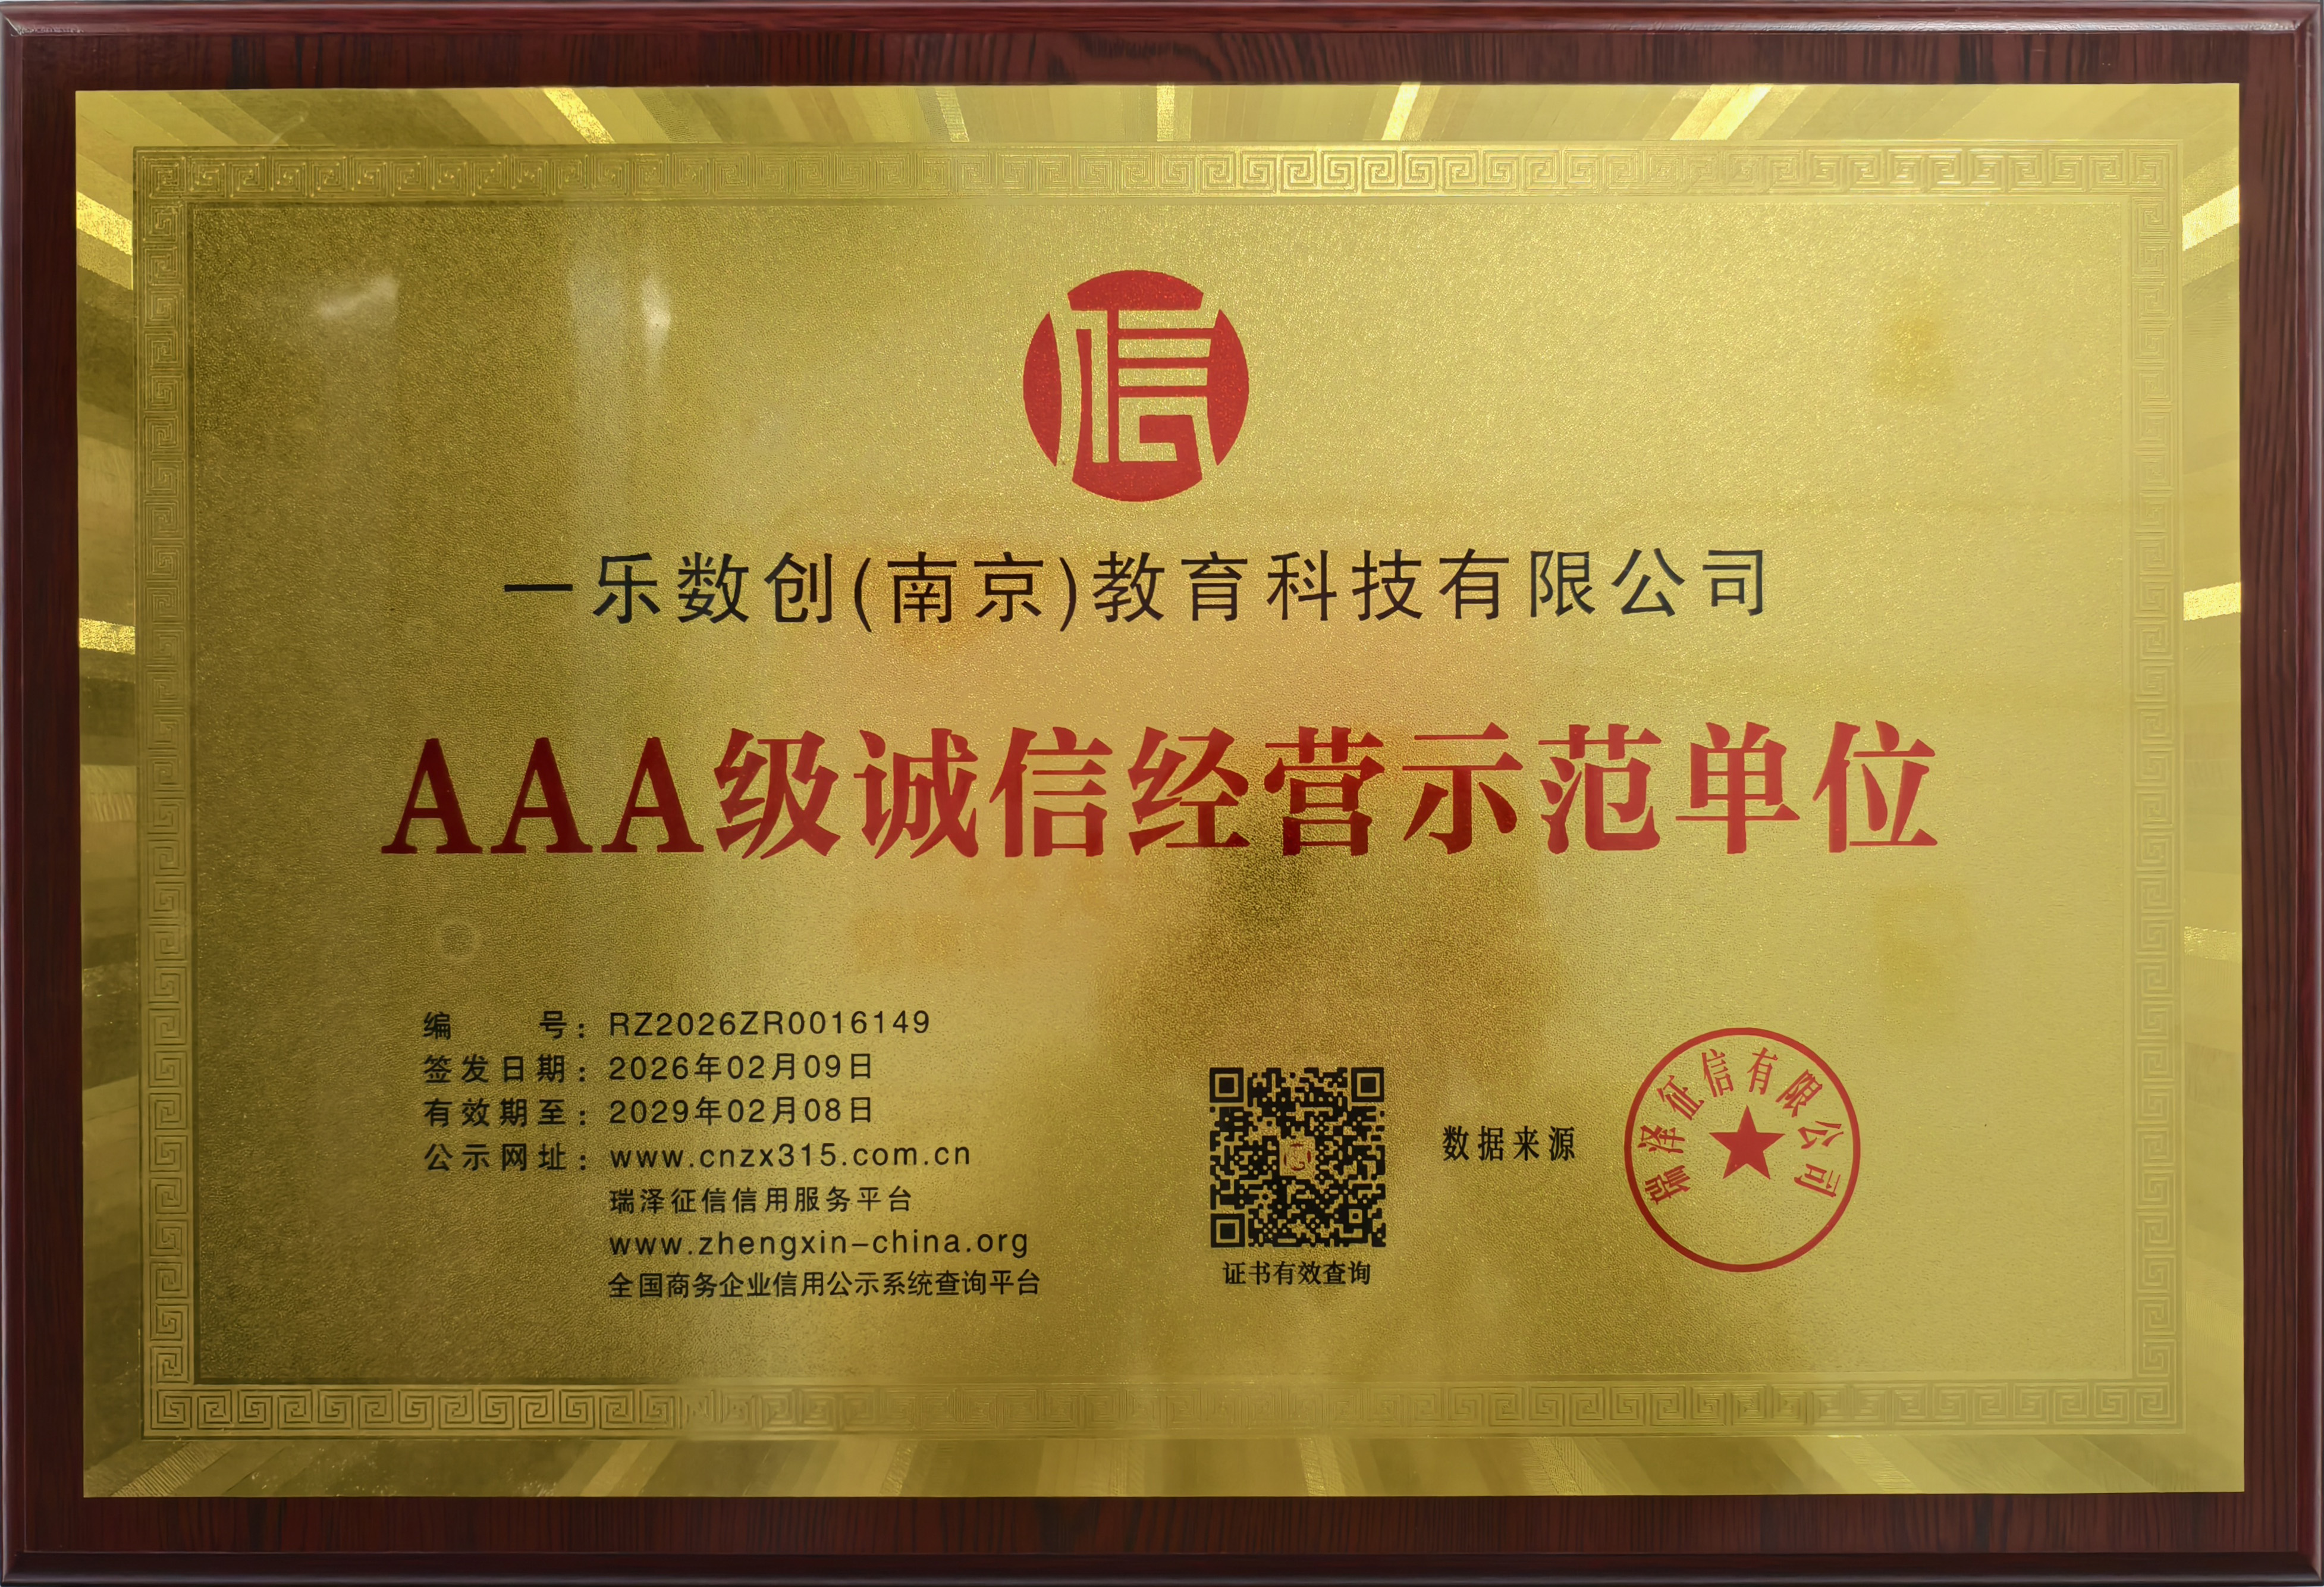 信
一乐数创(南京)教育科技有限公司
AAA级诚信经营示范单位
编 号：RZ2026ZR0016149
签发日期：2026年02月09日
有效期至：2029年02月08日
公示网址：www.cnzx315.com.cn
瑞泽征信信用服务平台
www.zhengxin-china.org
全国商务企业信用公示系统查询平台
证书有效查询
数据来源
瑞泽征信有限公司